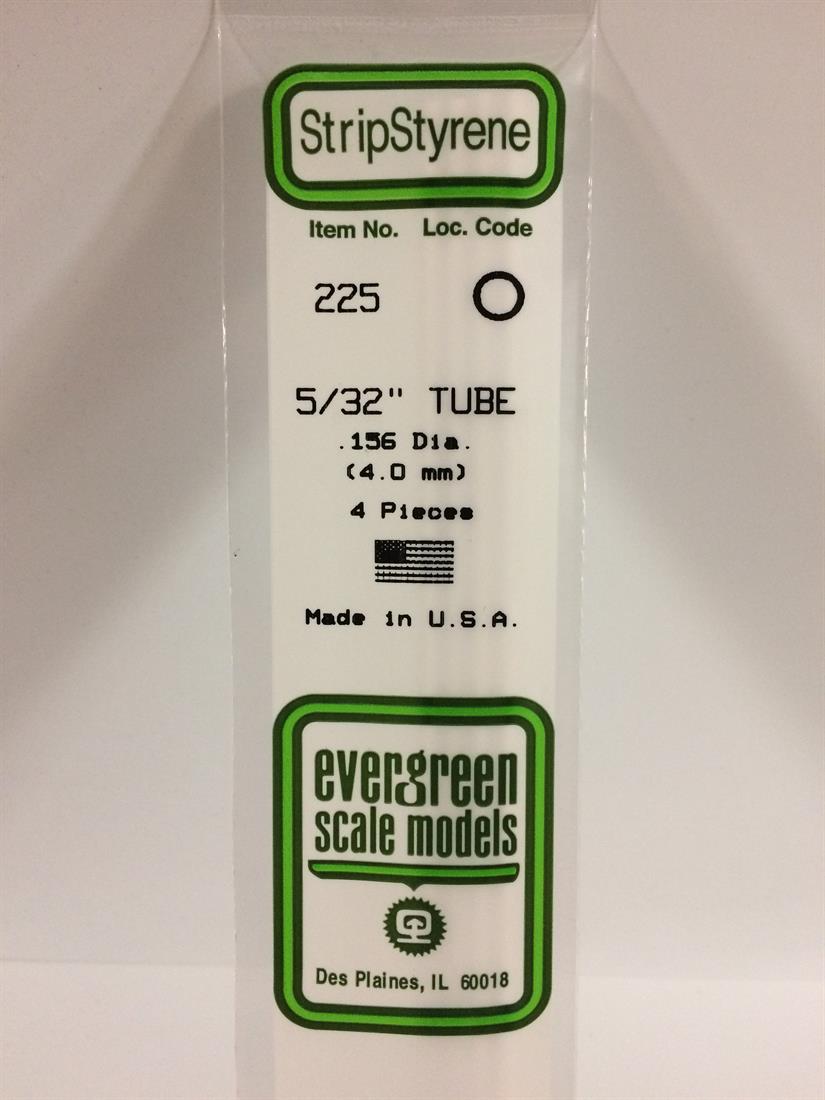 StripStyrene
Item No. Loc. Code
225
5/32" TUBE
.156 Dia.
(4.0 mm)
4 Pieces
Made in U.S.A.
evergreen
scale models
Des Plaines, IL 60018